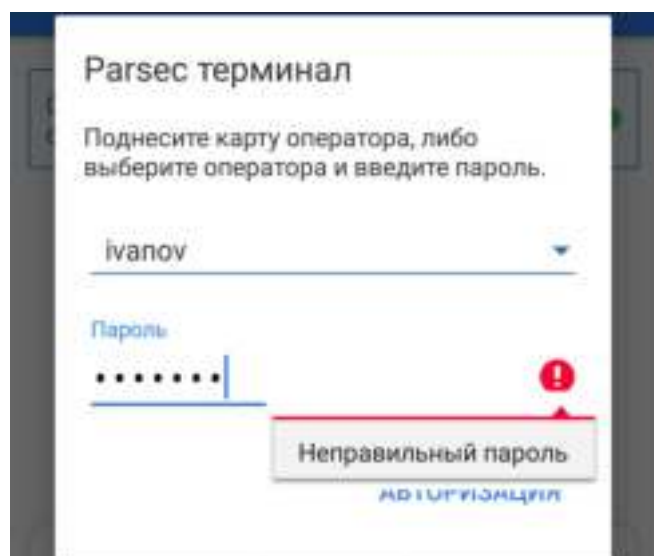 Parsec терминал
Поднесите карту оператора, либо
выберите оператора и введите пароль.
ivanov
Пароль
•••••••
Неправильный пароль
АВТОРИЗАЦИЯ